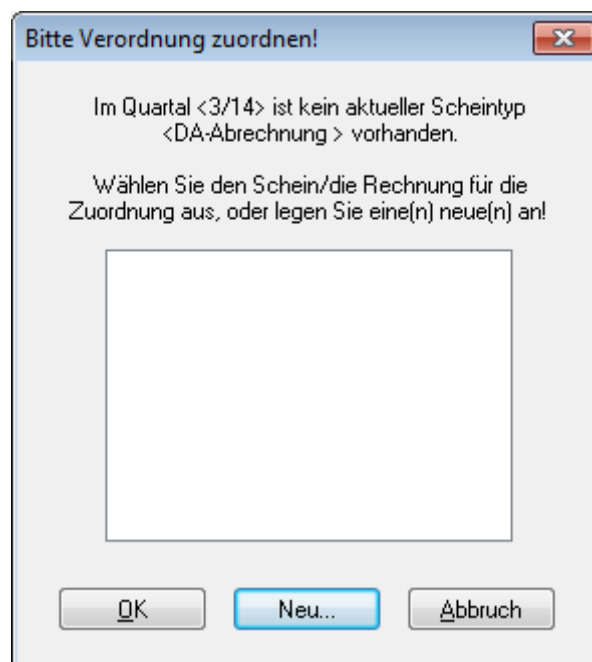 Bitte Verordnung zuordnen!
Im Quartal <3/14> ist kein aktueller Scheintyp
<DA-Abrechnung > vorhanden.
Wählen Sie den Schein/die Rechnung für die
Zuordnung aus, oder legen Sie eine(n) neue(n) an!
OK
Neu...
Abbruch